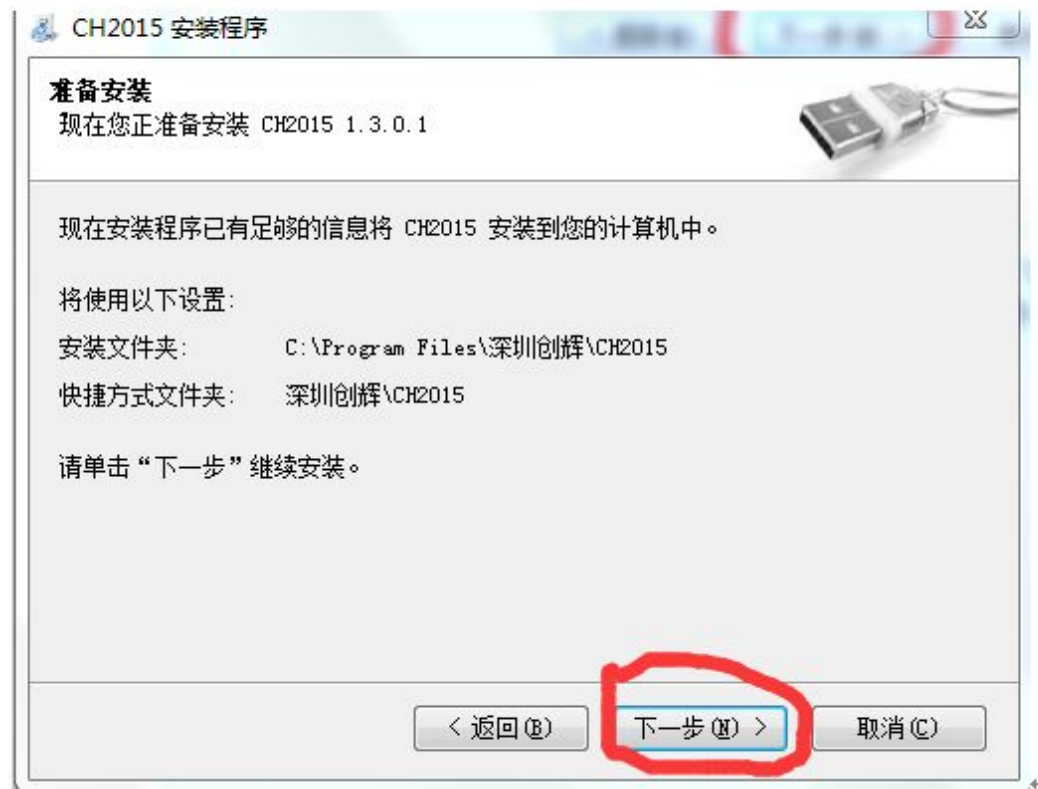 CH2015 安装程序
准备安装
现在您正准备安装 CH2015 1.3.0.1
现在安装程序已有足够的信息将 CH2015 安装到您的计算机中。
将使用以下设置:
安装文件夹: C:\Program Files\深圳创辉\CH2015
快捷方式文件夹: 深圳创辉\CH2015
请单击“下一步”继续安装。
< 返回(B) 下一步(N) > 取消(C)